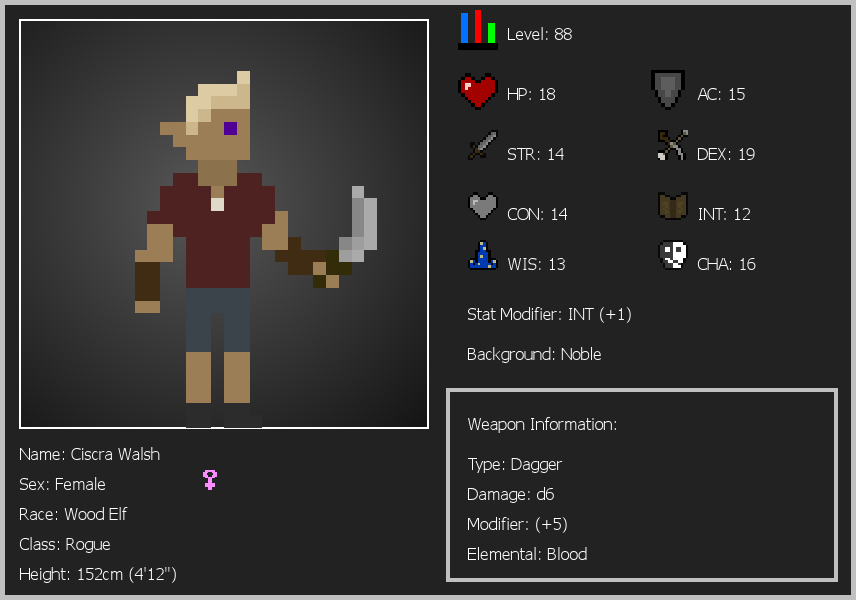 Level: 88
HP: 18
AC: 15
STR: 14
DEX: 19
CON: 14
INT: 12
WIS: 13
CHA: 16
Stat Modifier: INT (+1)
Background: Noble
Weapon Information:
Type: Dagger
Damage: d6
Modifier: (+5)
Elemental: Blood
Name: Ciscra Walsh
Sex: Female
Race: Wood Elf
Class: Rogue
Height: 152cm (4'12")